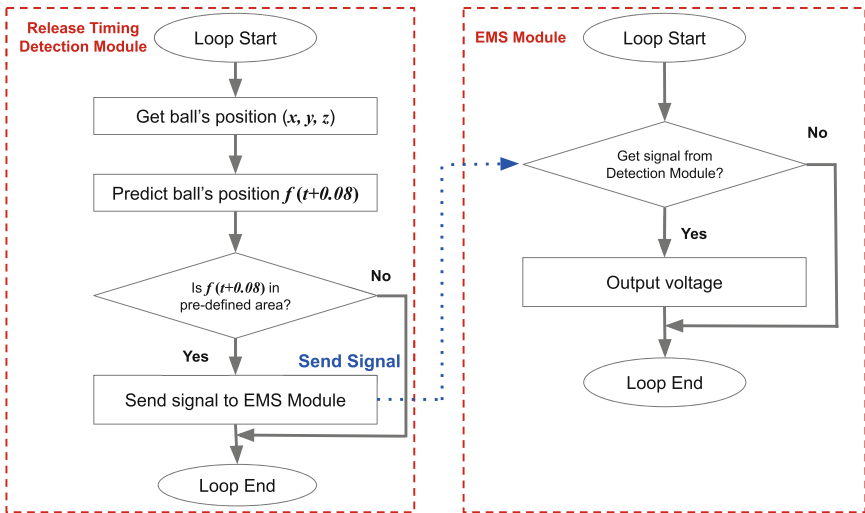 Release Timing
Detection Module
Loop Start
Get ball's position (x, y, z)
Predict ball's position f (t+0.08)
Is f (t+0.08) in
pre-defined area?
No
Yes
Send Signal
Send signal to EMS Module
Loop End
EMS Module
Loop Start
Get signal from
Detection Module?
No
Yes
Output voltage
Loop End